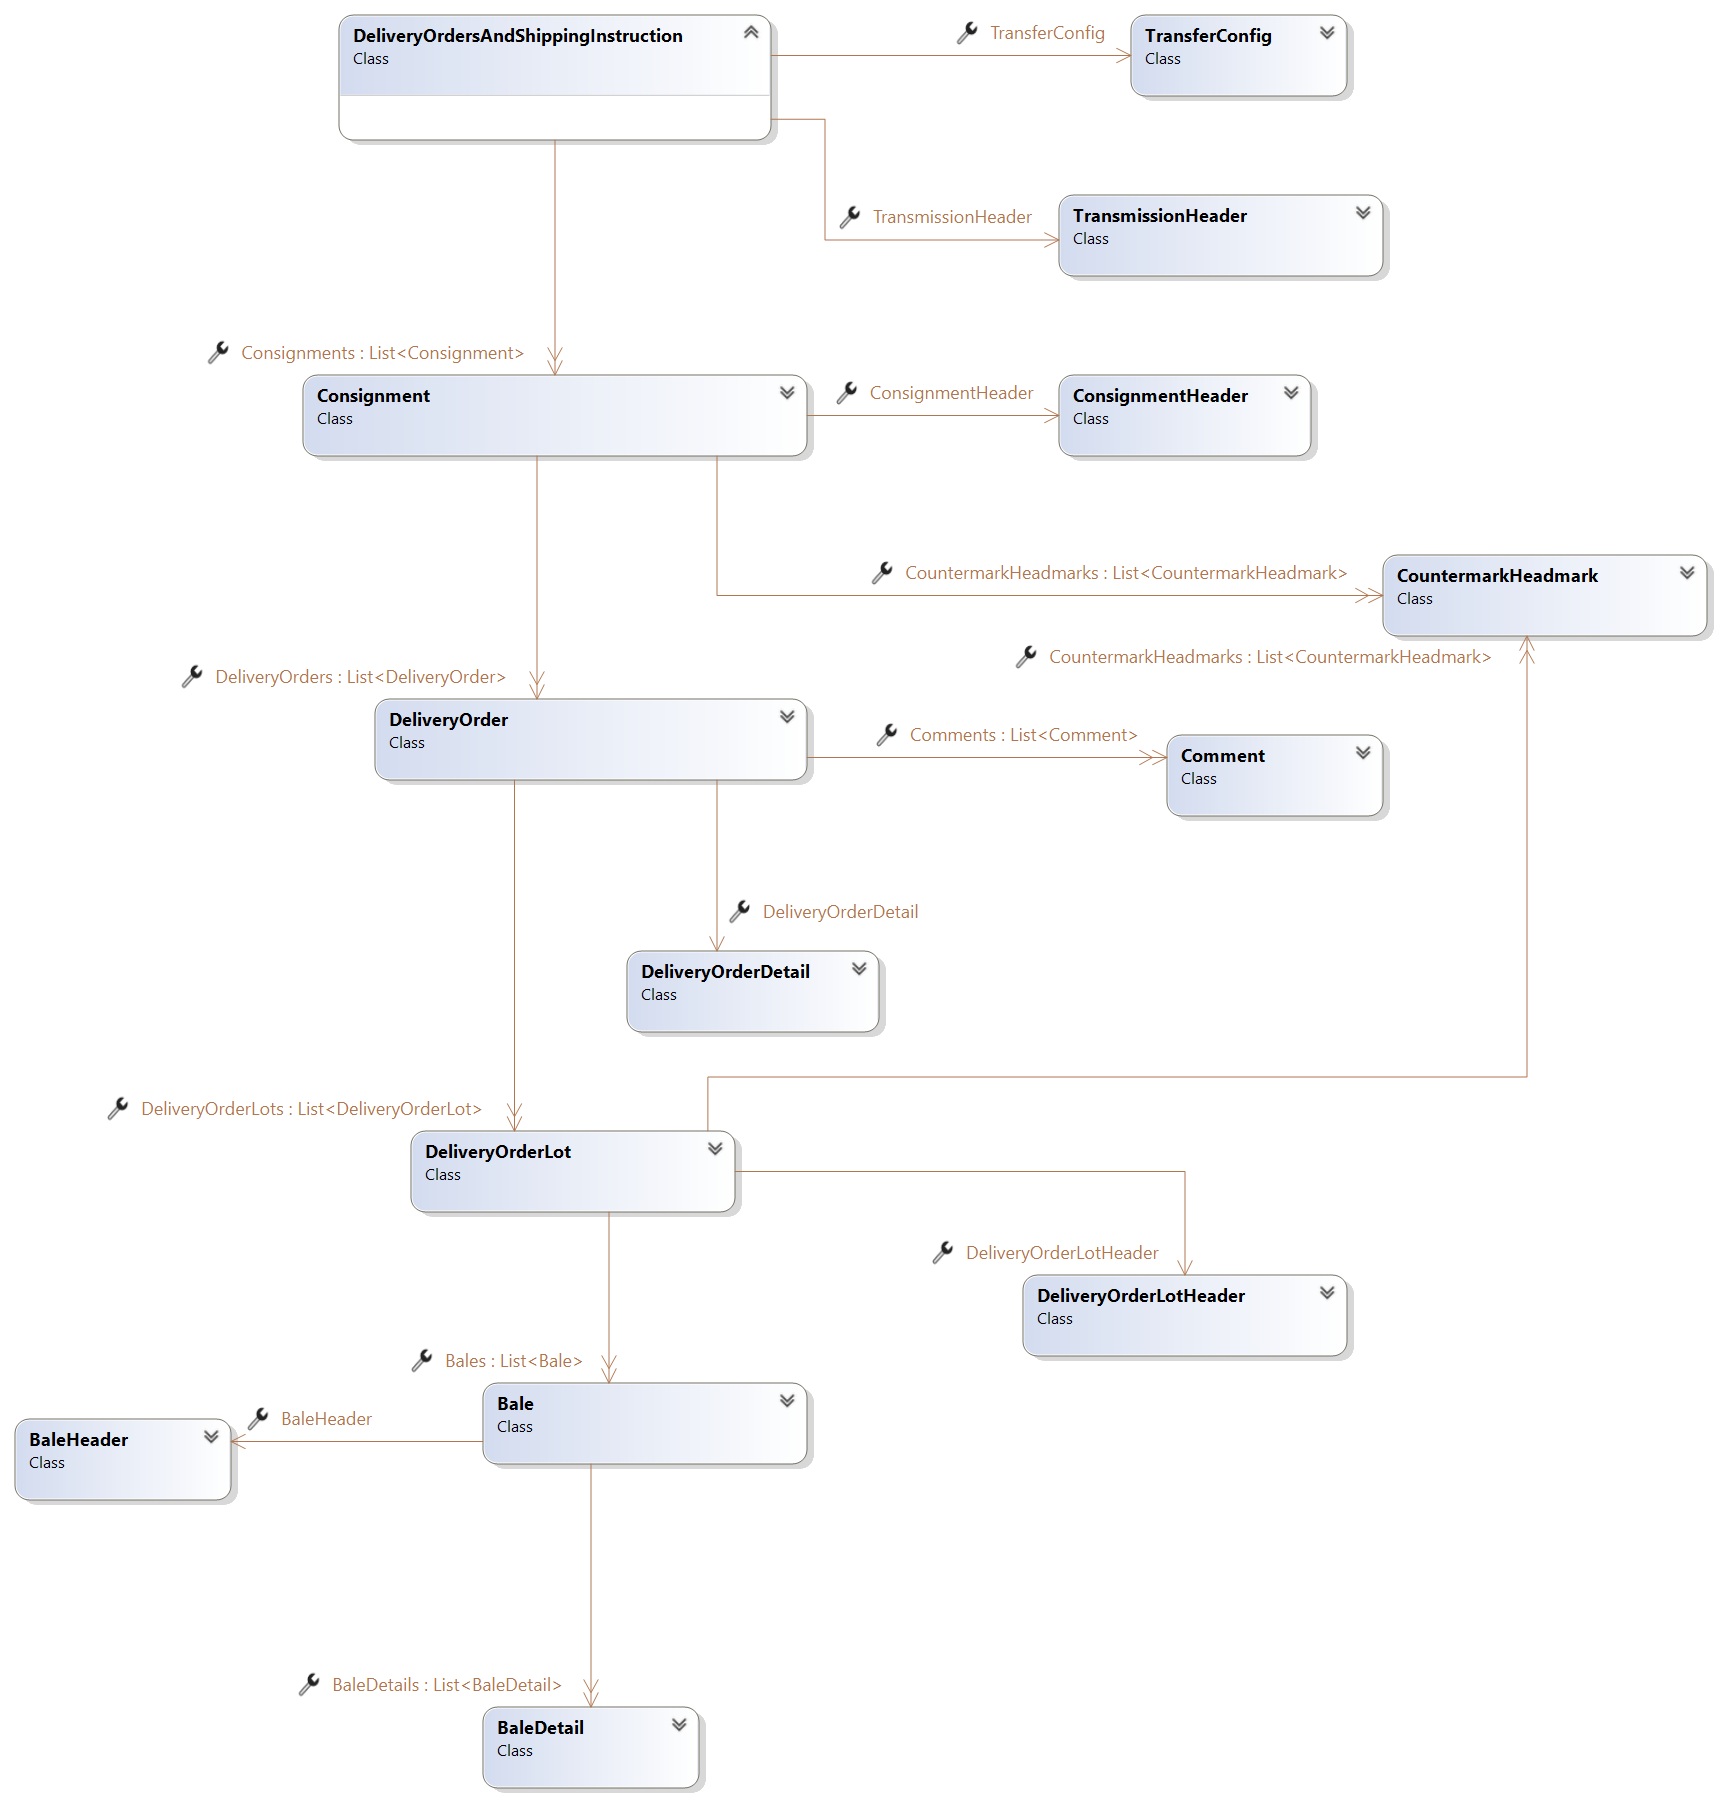 DeliveryOrdersAndShippingInstruction
Class
TransferConfig
TransferConfig
Class
TransmissionHeader
TransmissionHeader
Class
Consignments : List<Consignment>
Consignment
Class
ConsignmentHeader
ConsignmentHeader
Class
CountermarkHeadmarks : List<CountermarkHeadmark>
CountermarkHeadmark
Class
CountermarkHeadmarks : List<CountermarkHeadmark>
DeliveryOrders : List<DeliveryOrder>
DeliveryOrder
Class
Comments : List<Comment>
Comment
Class
DeliveryOrderDetail
DeliveryOrderDetail
Class
DeliveryOrderLots : List<DeliveryOrderLot>
DeliveryOrderLot
Class
DeliveryOrderLotHeader
DeliveryOrderLotHeader
Class
Bales : List<Bale>
Bale
Class
BaleHeader
BaleHeader
Class
BaleDetails : List<BaleDetail>
BaleDetail
Class